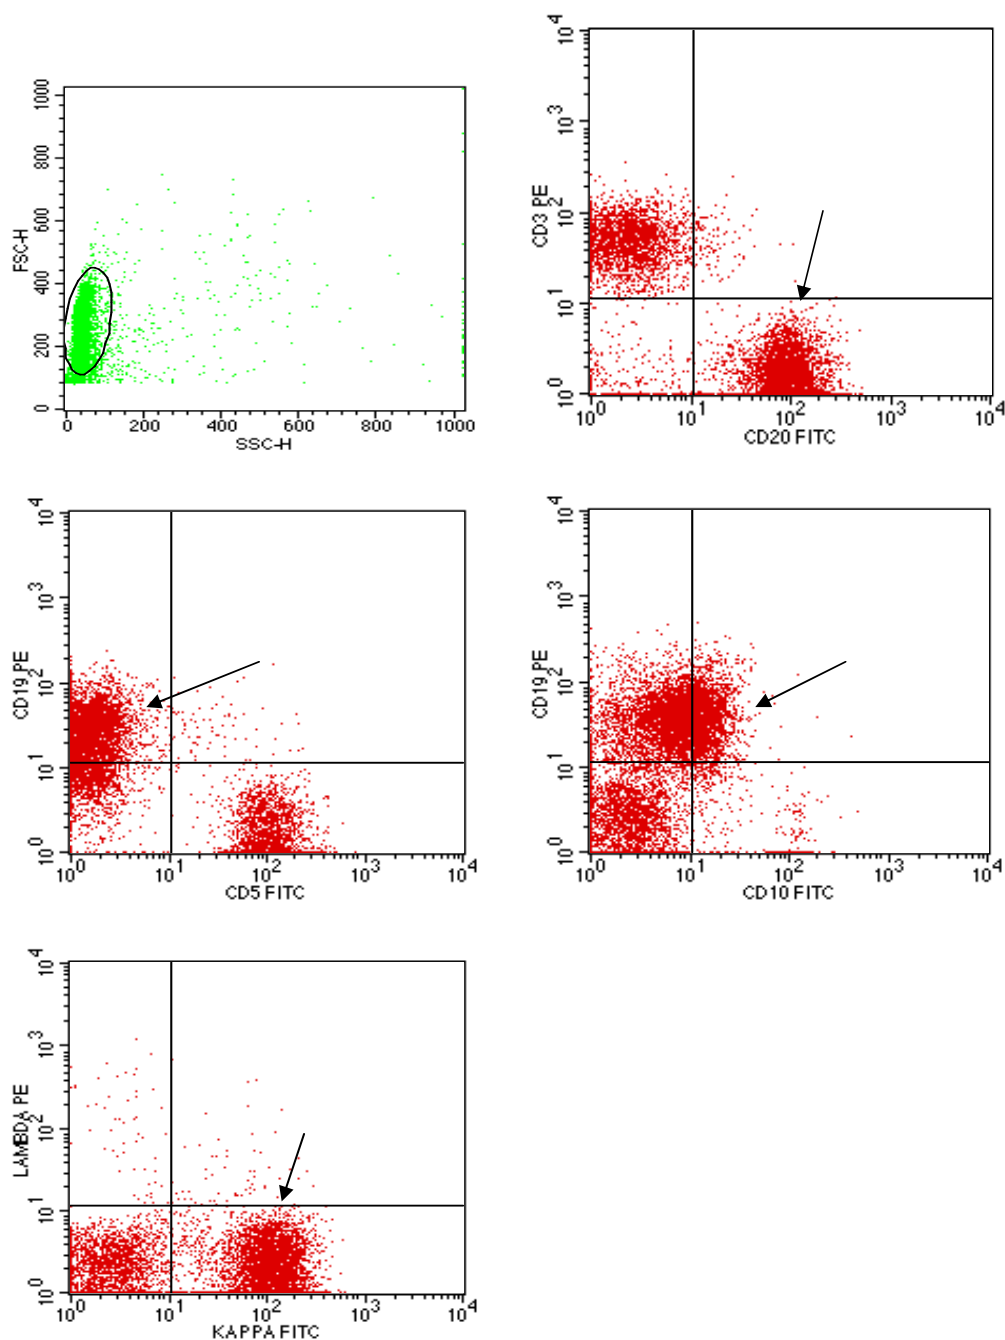 1000
800
600
400
200
0
FSC-H
0 200 400 600 800 1000
SSC-H
10^4
10^3
10^2
10^1
10^0
CD3 PE
10^0 10^1 10^2 10^3 10^4
CD20 FITC
10^4
10^3
10^2
10^1
10^0
CD19 PE
10^0 10^1 10^2 10^3 10^4
CD5 FITC
10^4
10^3
10^2
10^1
10^0
CD19 PE
10^0 10^1 10^2 10^3 10^4
CD10 FITC
10^4
10^3
10^2
10^1
10^0
LAMBDA PE
10^0 10^1 10^2 10^3 10^4
KAPPA FITC